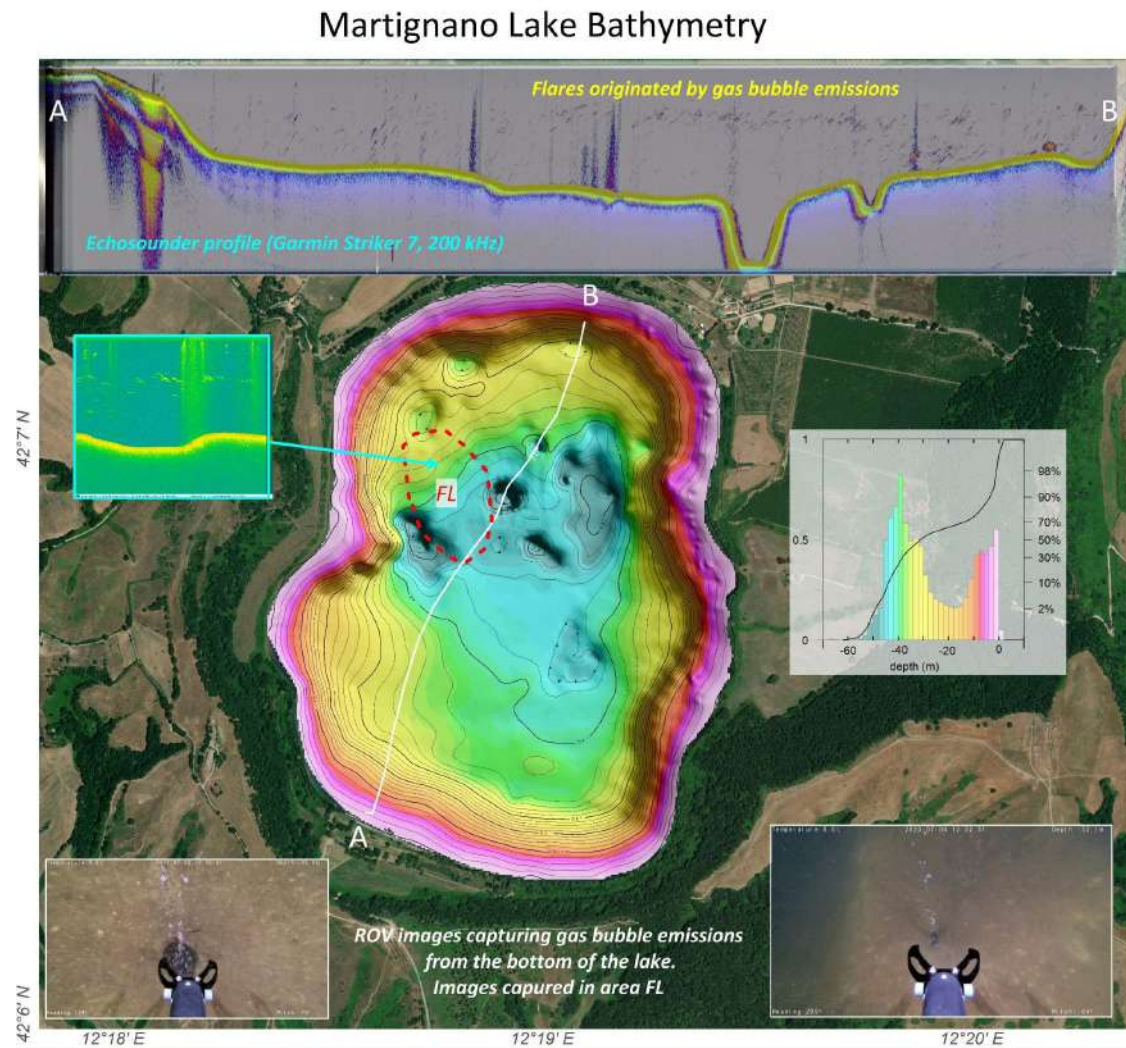 Martignano Lake Bathymetry
A
Flares originated by gas bubble emissions
B
Echosounder profile (Garmin Striker 7, 200 kHz)
B
42°7' N
FL
1
98%
90%
70%
0.5
50%
30%
10%
2%
0
-60
-40
-20
0
depth (m)
A
ROV images capturing gas bubble emissions
from the bottom of the lake.
Images capured in area FL
42°6' N
12°18' E
12°19' E
12°20' E